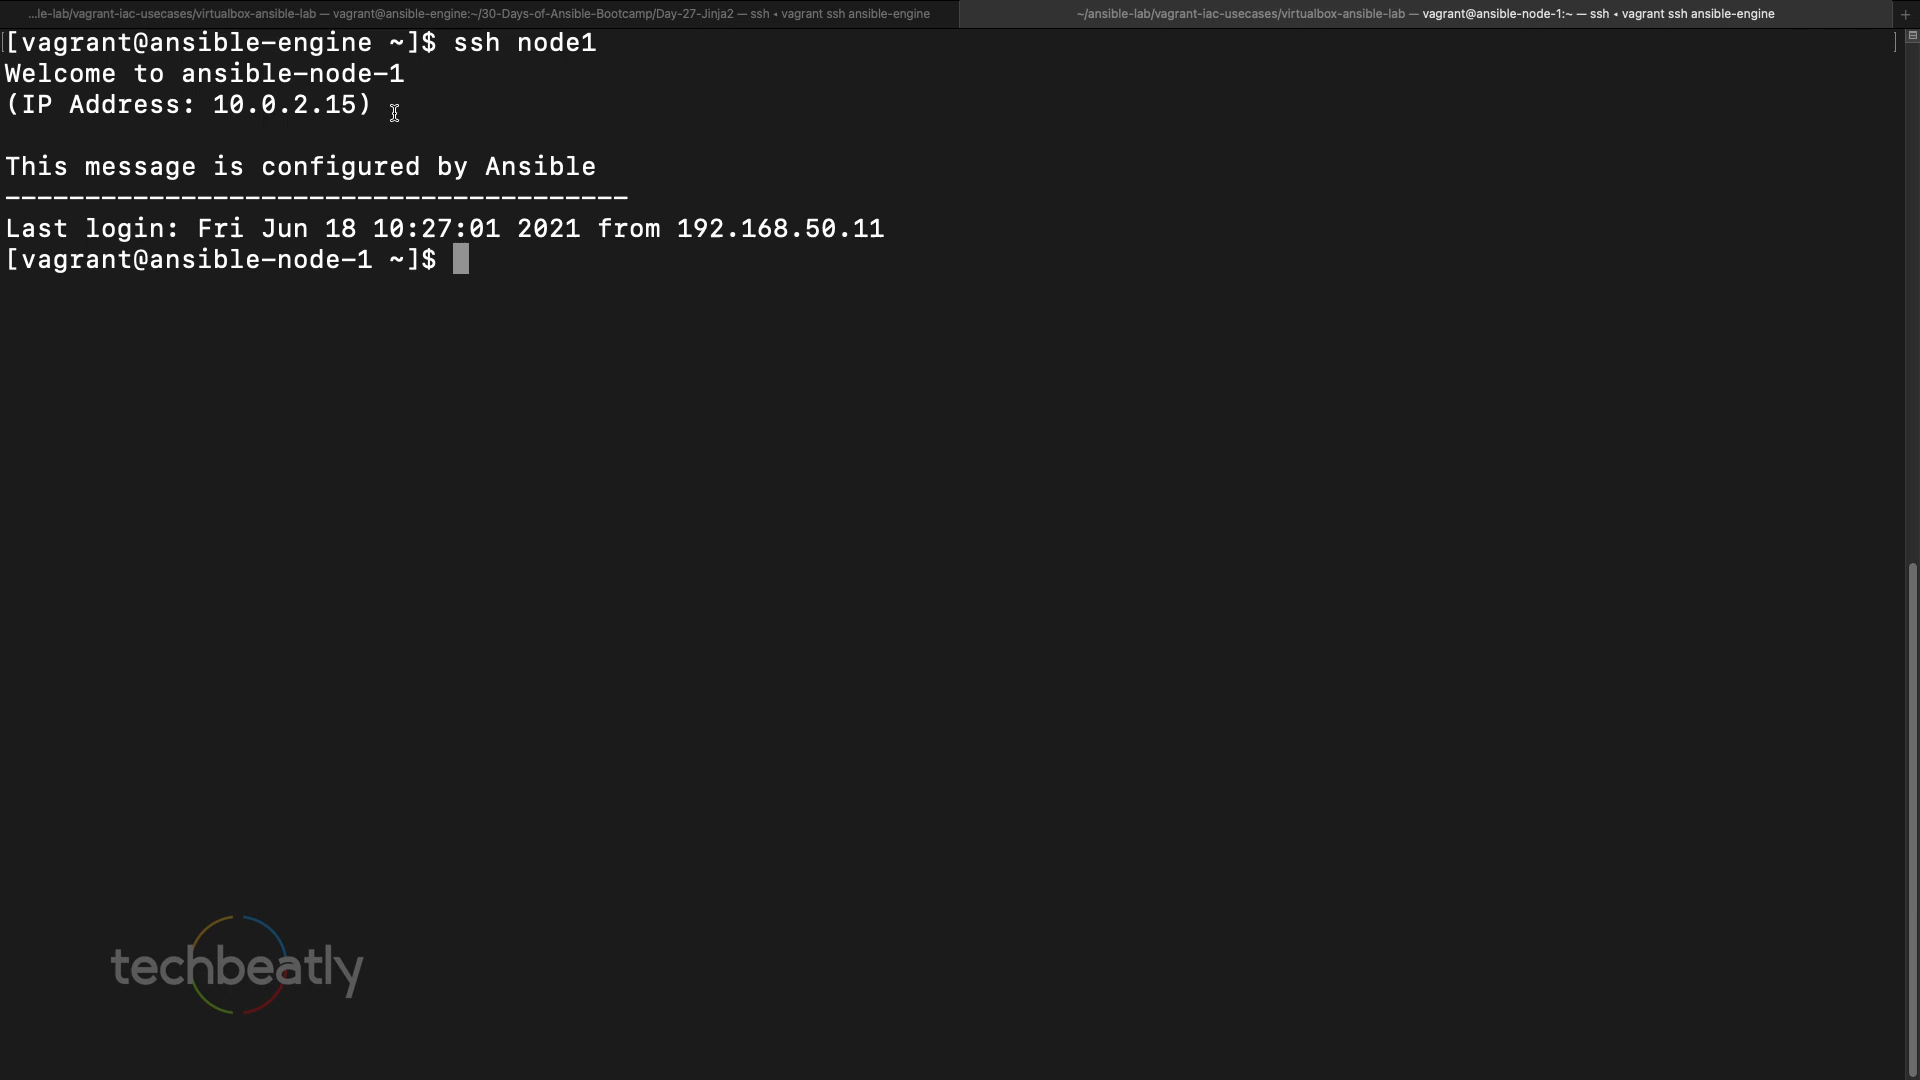 ...le-lab/vagrant-iac-usecases/virtualbox-ansible-lab — vagrant@ansible-engine:~/30-Days-of-Ansible-Bootcamp/Day-27-Jinja2 — ssh ◂ vagrant ssh ansible-engine
~/ansible-lab/vagrant-iac-usecases/virtualbox-ansible-lab — vagrant@ansible-node-1:~ — ssh ◂ vagrant ssh ansible-engine
[vagrant@ansible-engine ~]$ ssh node1
Welcome to ansible-node-1
(IP Address: 10.0.2.15)
This message is configured by Ansible
---------------------------------------
Last login: Fri Jun 18 10:27:01 2021 from 192.168.50.11
[vagrant@ansible-node-1 ~]$
techbeatly